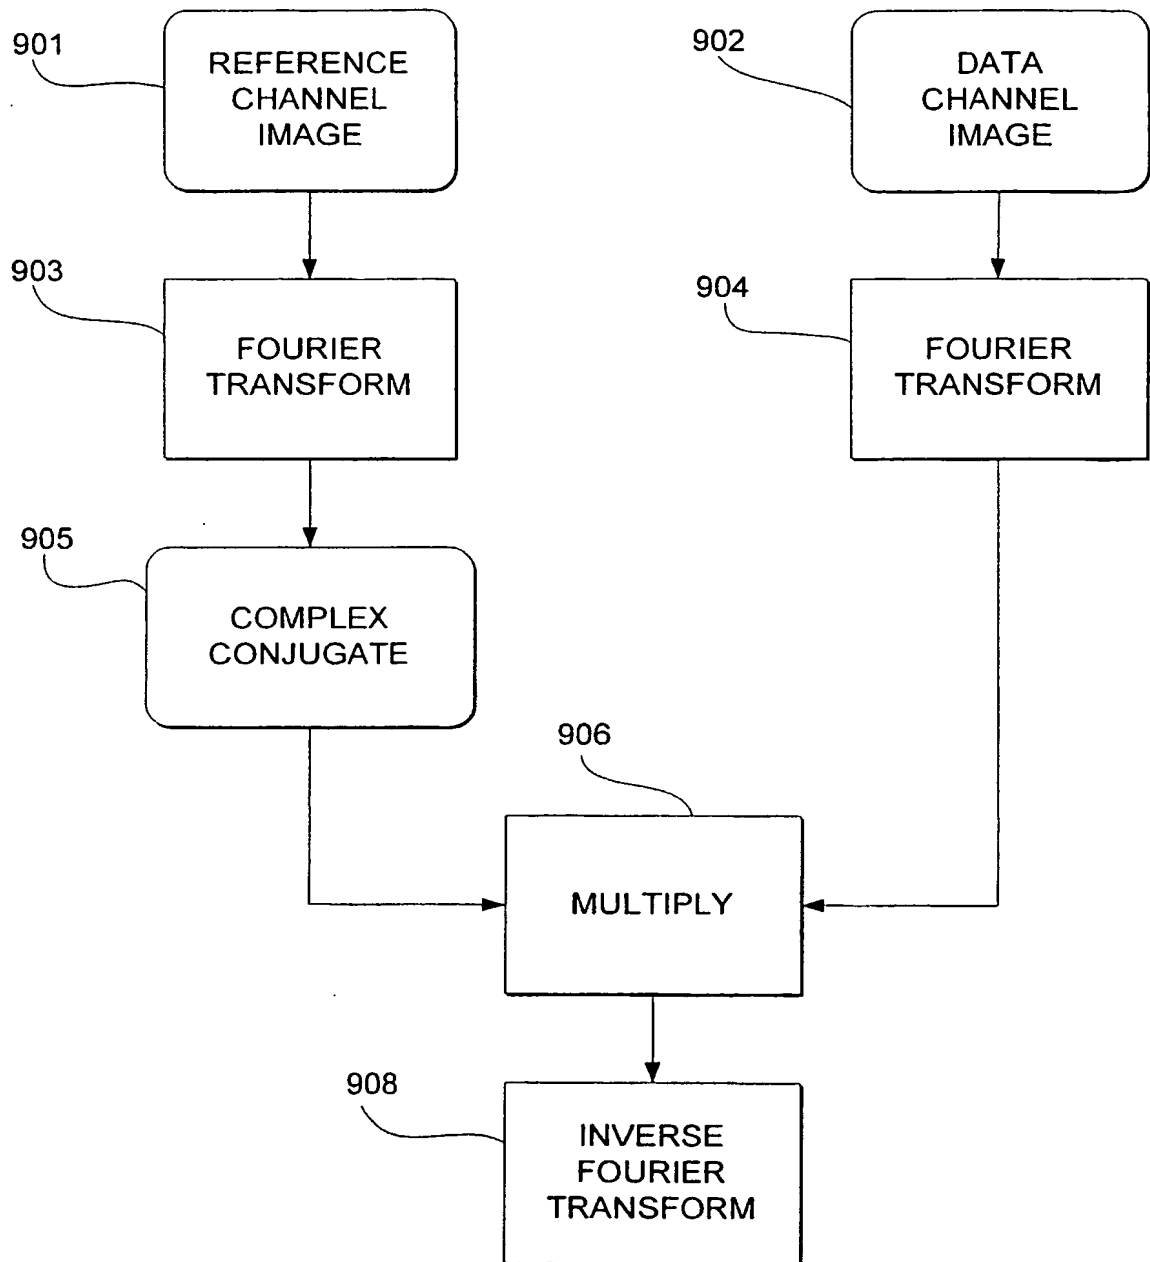 901
REFERENCE
CHANNEL
IMAGE
902
DATA
CHANNEL
IMAGE
903
FOURIER
TRANSFORM
904
FOURIER
TRANSFORM
905
COMPLEX
CONJUGATE
906
MULTIPLY
908
INVERSE
FOURIER
TRANSFORM